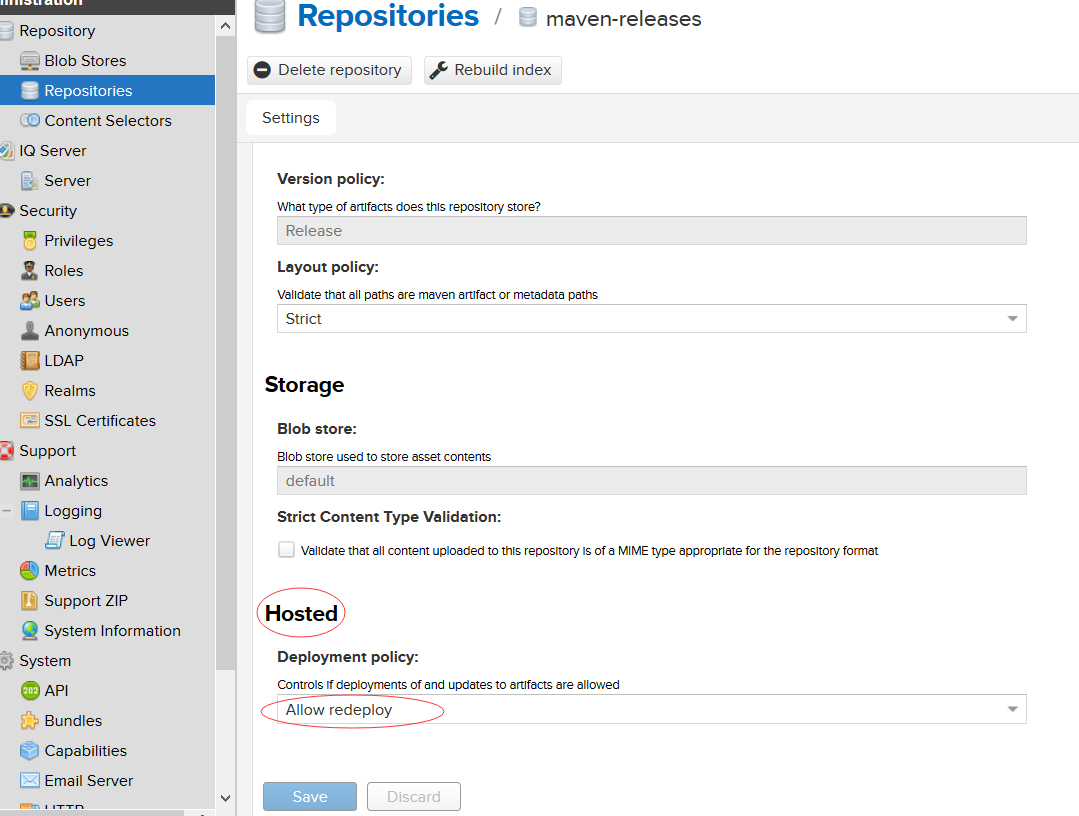 Repositories / maven-releases
Delete repository Rebuild index
Settings
Repository
Blob Stores
Repositories
Content Selectors
IQ Server
Server
Security
Privileges
Roles
Users
Anonymous
LDAP
Realms
SSL Certificates
Support
Analytics
Logging
Log Viewer
Metrics
Support ZIP
System Information
System
202 API
Bundles
Capabilities
Email Server
HTTP
Version policy:
What type of artifacts does this repository store?
Release
Layout policy:
Validate that all paths are maven artifact or metadata paths
Strict
Storage
Blob store:
Blob store used to store asset contents
default
Strict Content Type Validation:
Validate that all content uploaded to this repository is of a MIME type appropriate for the repository format
Hosted
Deployment policy:
Controls if deployments of and updates to artifacts are allowed
Allow redeploy
Save Discard